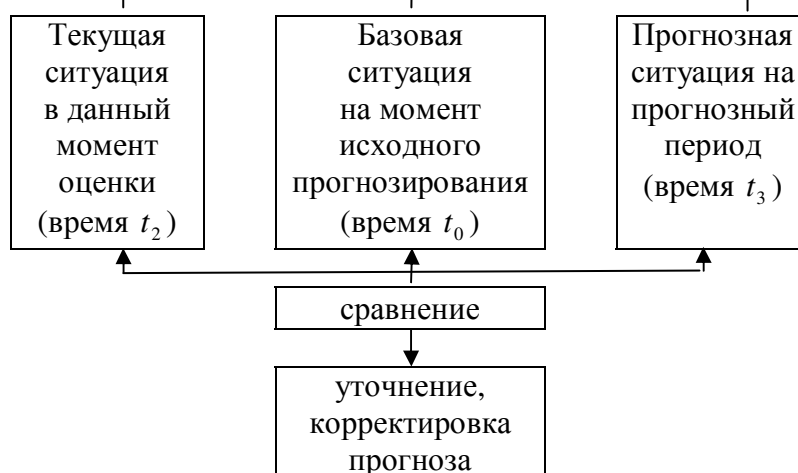 Текущая
ситуация
в данный
момент
оценки
(время t₂)
Базовая
ситуация
на момент
исходного
прогнозирования
(время t₀)
Прогнозная
ситуация на
прогнозный
период
(время t₃)
сравнение
уточнение,
корректировка
прогноза